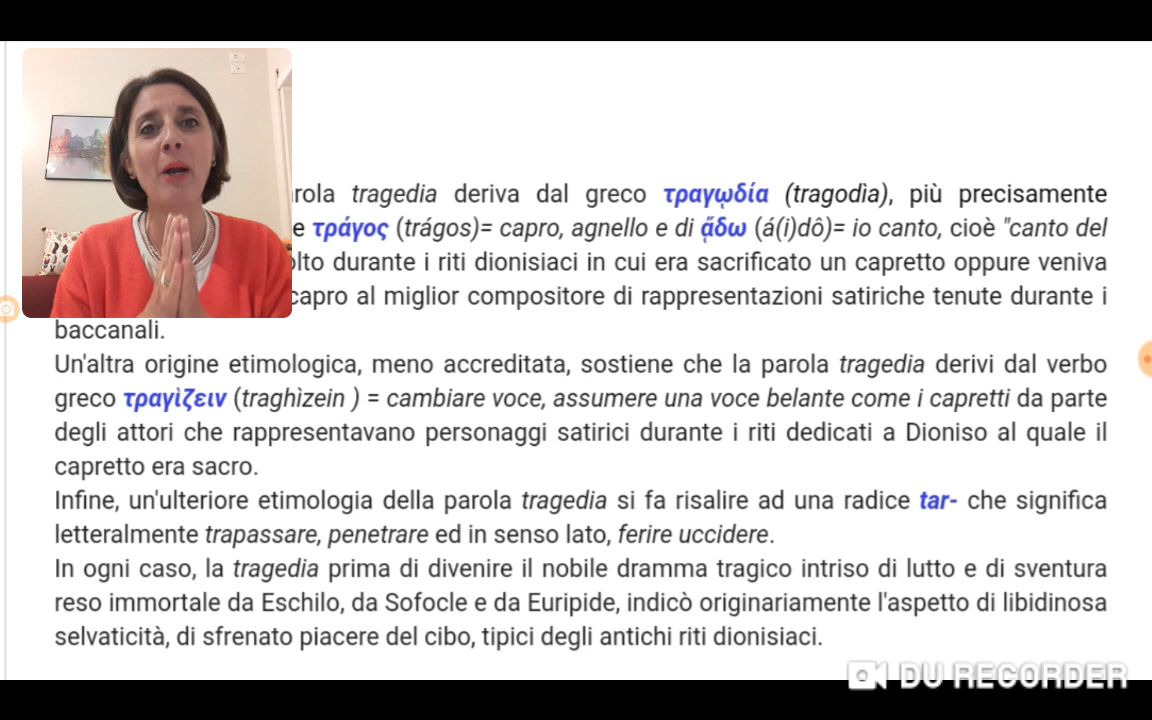 rola tragedia deriva dal greco τραγῳδία (tragodìa), più precisamente
e τράγος (trágos)= capro, agnello e di ᾄδω (á(i)dô)= io canto, cioè "canto del
olto durante i riti dionisiaci in cui era sacrificato un capretto oppure veniva
capro al miglior compositore di rappresentazioni satiriche tenute durante i
baccanali.
Un'altra origine etimologica, meno accreditata, sostiene che la parola tragedia derivi dal verbo
greco τραγìζειν (traghìzein ) = cambiare voce, assumere una voce belante come i capretti da parte
degli attori che rappresentavano personaggi satirici durante i riti dedicati a Dioniso al quale il
capretto era sacro.
Infine, un'ulteriore etimologia della parola tragedia si fa risalire ad una radice tar- che significa
letteralmente trapassare, penetrare ed in senso lato, ferire uccidere.
In ogni caso, la tragedia prima di divenire il nobile dramma tragico intriso di lutto e di sventura
reso immortale da Eschilo, da Sofocle e da Euripide, indicò originariamente l'aspetto di libidinosa
selvaticità, di sfrenato piacere del cibo, tipici degli antichi riti dionisiaci.
DU RECORDER